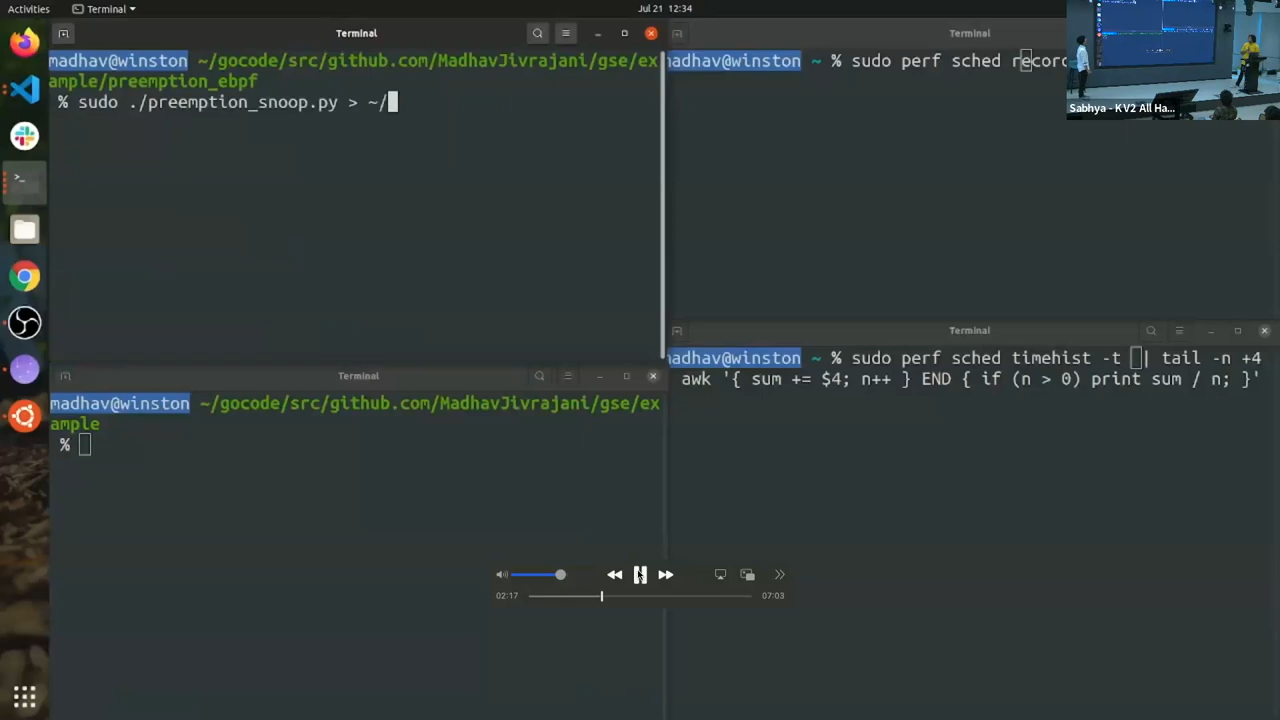 Activities Terminal Jul 21 12:34
Terminal
madhav@winston ~/gocode/src/github.com/MadhavJivrajani/gse/ex
ample/preemption_ebpf
% sudo ./preemption_snoop.py > ~/
Terminal
madhav@winston ~ % sudo perf sched recorc
Sabhya - KV2 All Ha...
Terminal
madhav@winston ~/gocode/src/github.com/MadhavJivrajani/gse/ex
ample
%
Terminal
madhav@winston ~ % sudo perf sched timehist -t | tail -n +4
awk '{ sum += $4; n++ } END { if (n > 0) print sum / n; }'
02:17 07:03